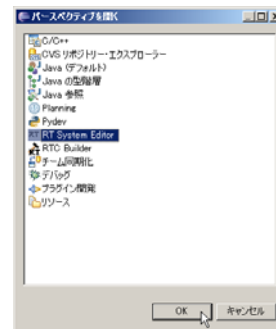 パースペクティブを開く
C/C++
CVS リポジトリー・エクスプローラー
Java (デフォルト)
Java の型階層
Java 参照
Planning
Pydev
RT System Editor
RTC Builder
チーム同期化
デバッグ
プラグイン開発
リソース
OK
キャンセル